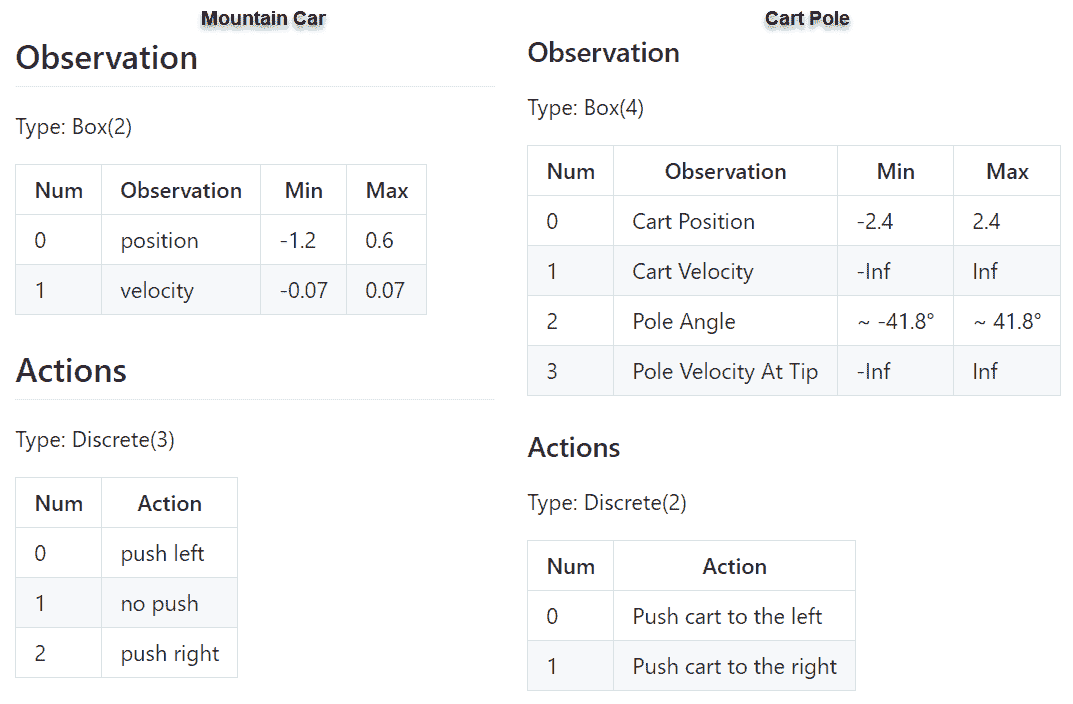 Mountain Car
Observation
Type: Box(2)
Num Observation Min Max
0 position -1.2 0.6
1 velocity -0.07 0.07
Actions
Type: Discrete(3)
Num Action
0 push left
1 no push
2 push right
Cart Pole
Observation
Type: Box(4)
Num Observation Min Max
0 Cart Position -2.4 2.4
1 Cart Velocity -Inf Inf
2 Pole Angle ~ -41.8° ~ 41.8°
3 Pole Velocity At Tip -Inf Inf
Actions
Type: Discrete(2)
Num Action
0 Push cart to the left
1 Push cart to the right